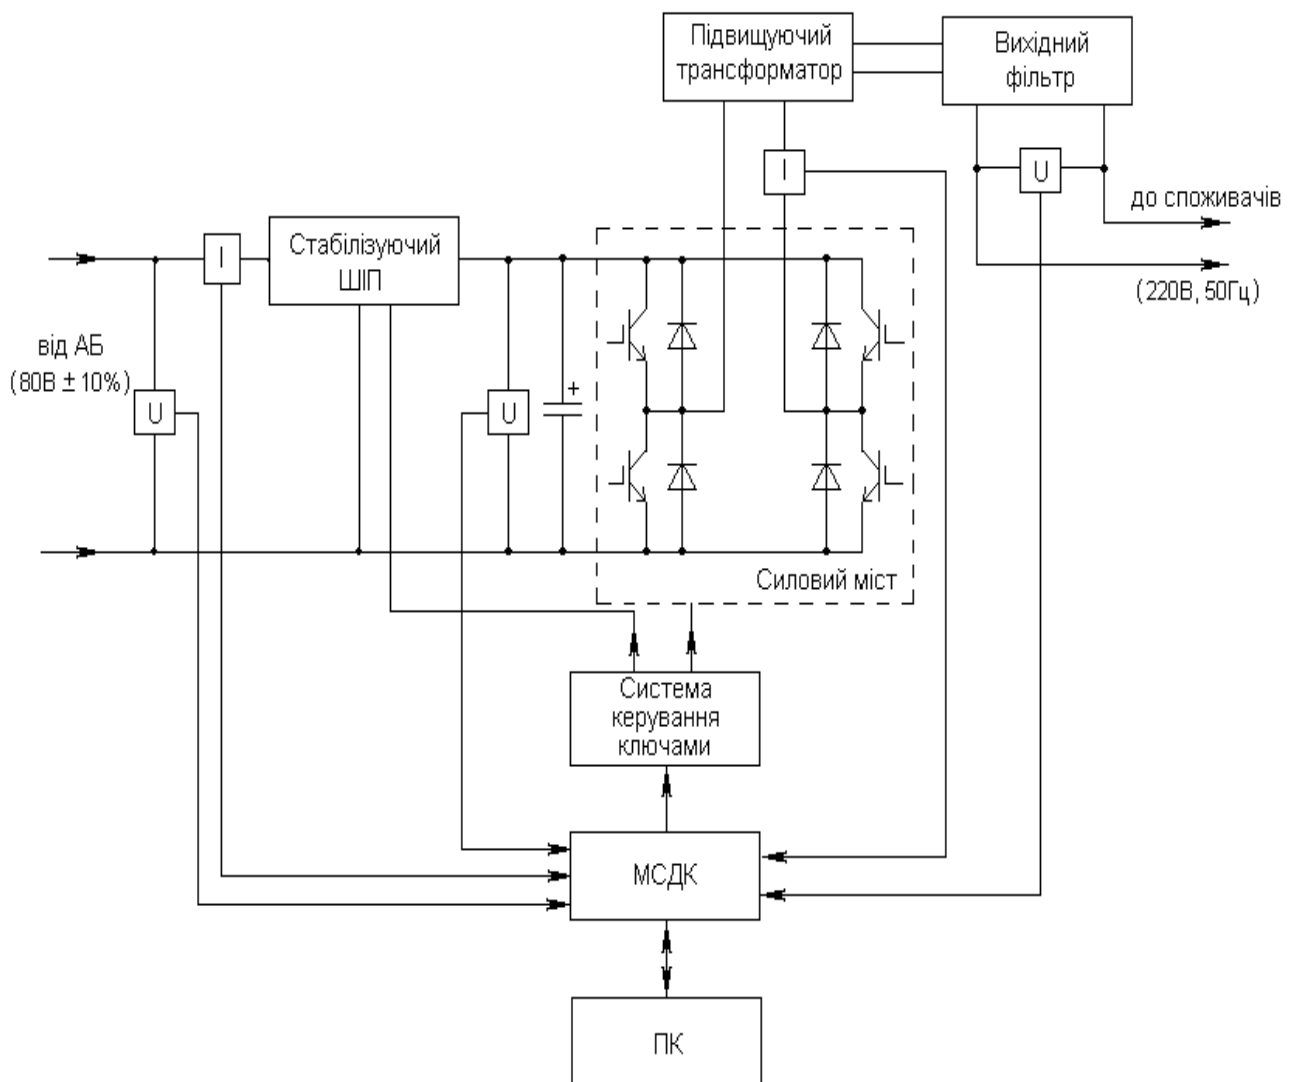 Підвищуючий
трансформатор
Вихідний
фільтр
I
U
до споживачів
(220В, 50Гц)
I
Стабілізуючий
ШІП
від АБ
(80В ± 10%)
U
U
+
Силовий міст
Система
керування
ключами
МСДК
ПК